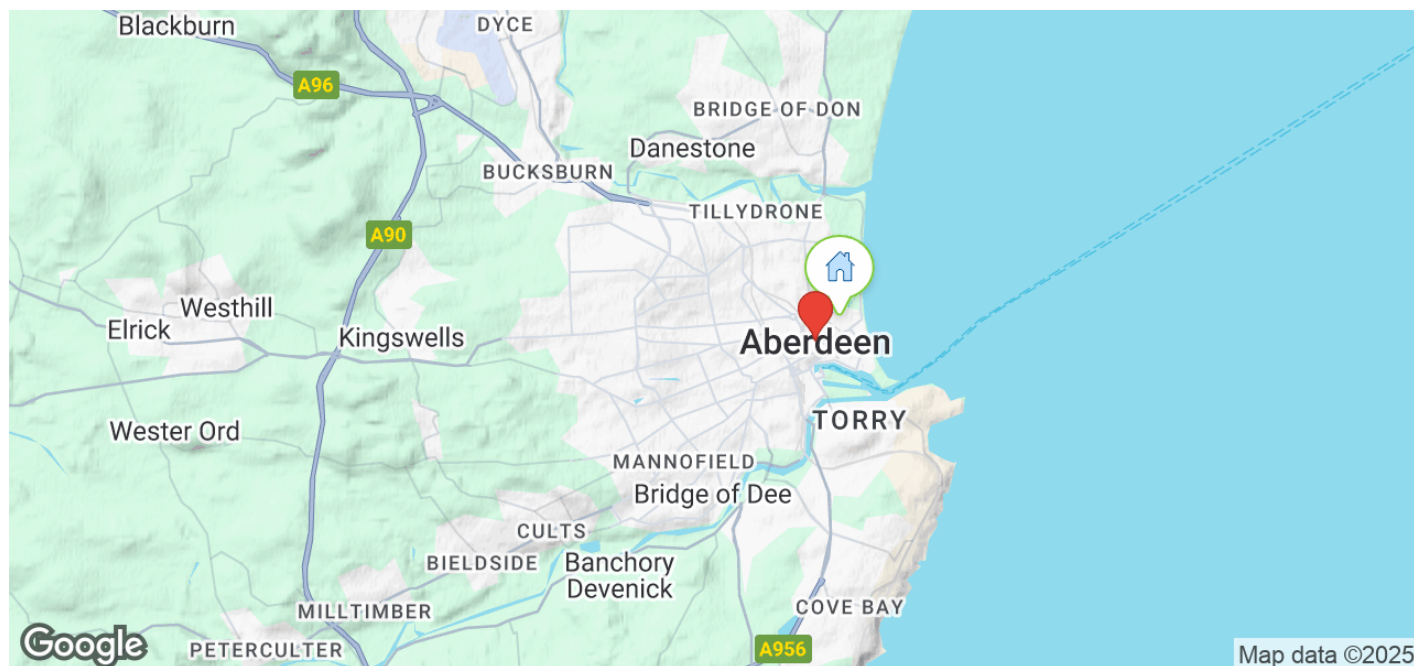 Blackburn
DYCE
A96
BRIDGE OF DON
Danestone
BUCKSBURN
TILLYDRONE
A90
Westhill
Elrick
Kingswells
Aberdeen
TORRY
Wester Ord
MANNOFIELD
Bridge of Dee
CULTS
BIELDSIDE
Banchory
Devenick
MILLTIMBER
COVE BAY
PETERCULTER
A956
Google
Map data ©2025